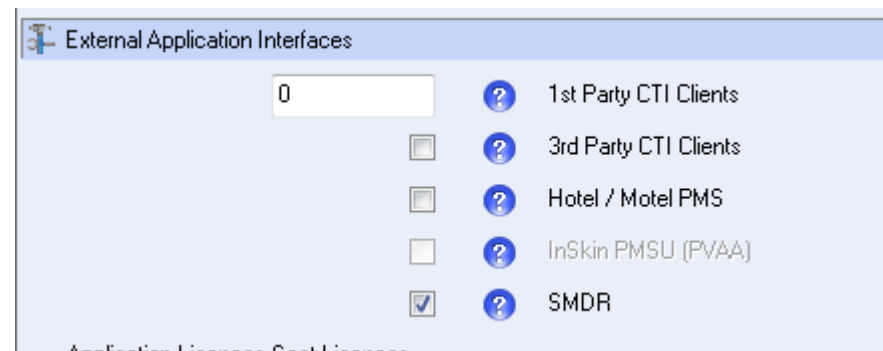 External Application Interfaces
0 1st Party CTI Clients
3rd Party CTI Clients
Hotel / Motel PMS
InSkin PMSU (PVAA)
SMDR